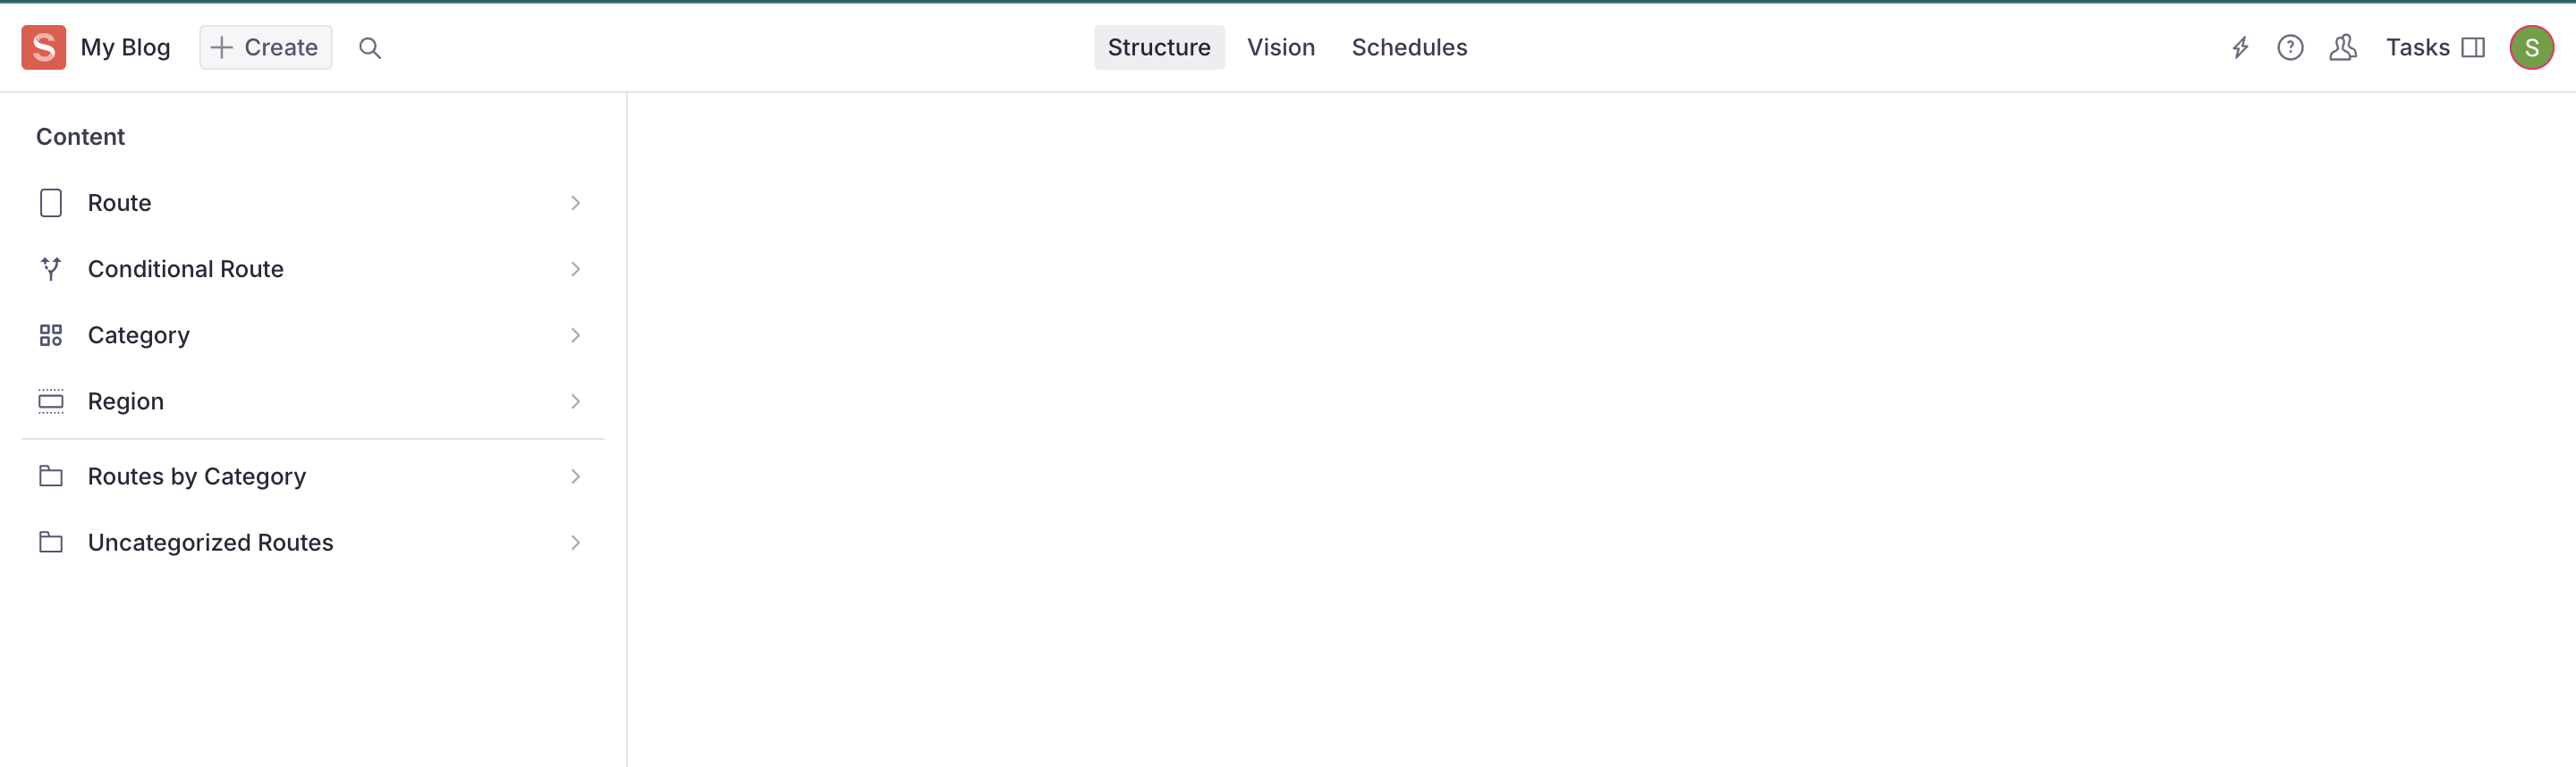 S My Blog + Create Structure Vision Schedules ? Tasks S
Content
Route
Conditional Route
Category
Region
Routes by Category
Uncategorized Routes